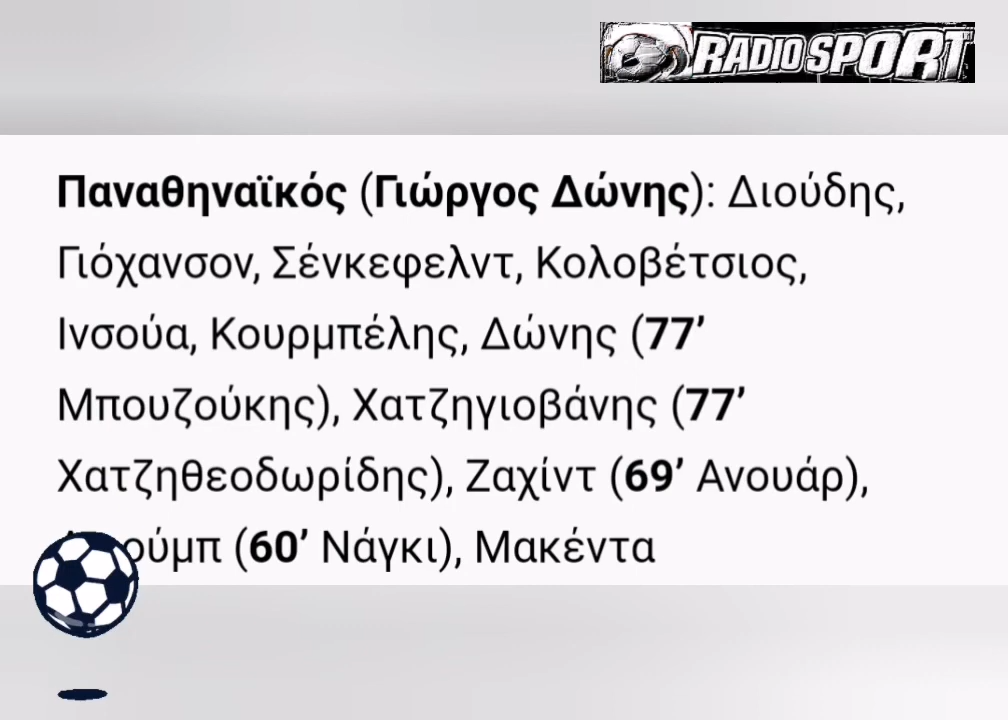 RADIO SPORT
Παναθηναϊκός (Γιώργος Δώνης): Διούδης,
Γιόχανσον, Σένκεφελντ, Κολοβέτσιος,
Ινσούα, Κουρμπέλης, Δώνης (77’
Μπουζούκης), Χατζηγιοβάνης (77’
Χατζηθεοδωρίδης), Ζαχίντ (69’ Ανουάρ),
(60’ Νάγκι), Μακέντα